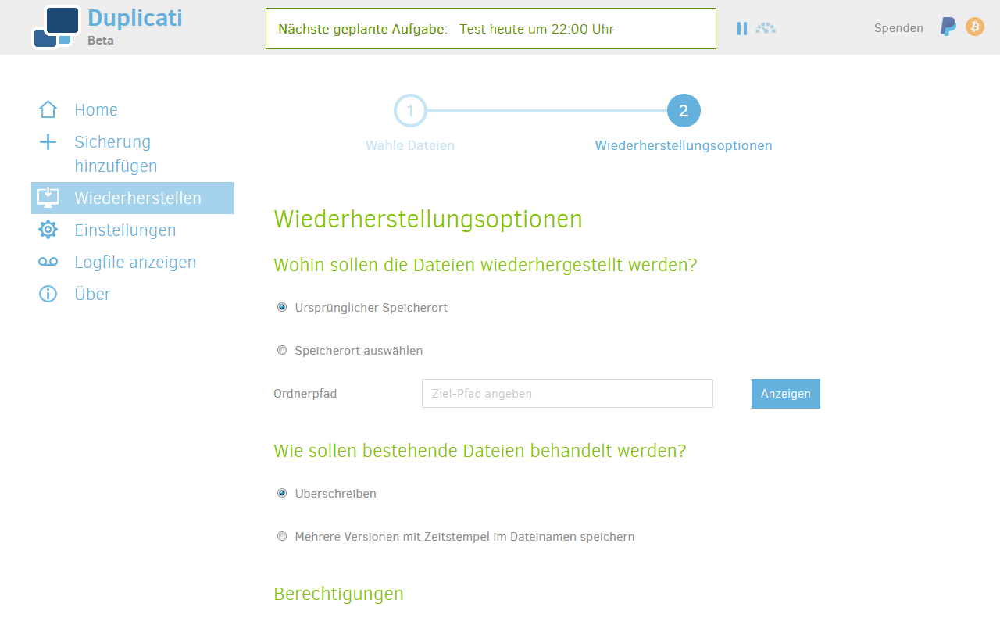 Duplicati
Beta
Nächste geplante Aufgabe: Test heute um 22:00 Uhr
Spenden
Home
Sicherung
hinzufügen
Wiederherstellen
Einstellungen
Logfile anzeigen
Über
1
2
Wähle Dateien
Wiederherstellungsoptionen
Wiederherstellungsoptionen
Wohin sollen die Dateien wiederhergestellt werden?
Ursprünglicher Speicherort
Speicherort auswählen
Ordnerpfad
Ziel-Pfad angeben
Anzeigen
Wie sollen bestehende Dateien behandelt werden?
Überschreiben
Mehrere Versionen mit Zeitstempel im Dateinamen speichern
Berechtigungen